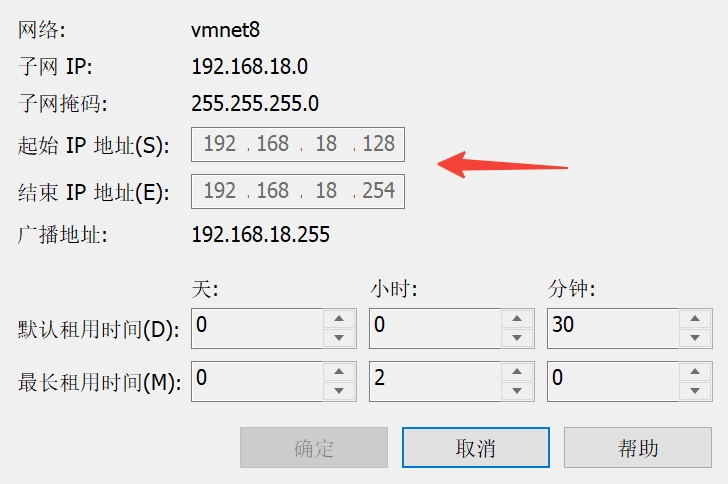 网络: vmnet8
子网 IP: 192.168.18.0
子网掩码: 255.255.255.0
起始 IP 地址(S): 192 . 168 . 18 . 128
结束 IP 地址(E): 192 . 168 . 18 . 254
广播地址: 192.168.18.255
天: 小时: 分钟:
默认租用时间(D): 0 0 30
最长租用时间(M): 0 2 0
确定 取消 帮助